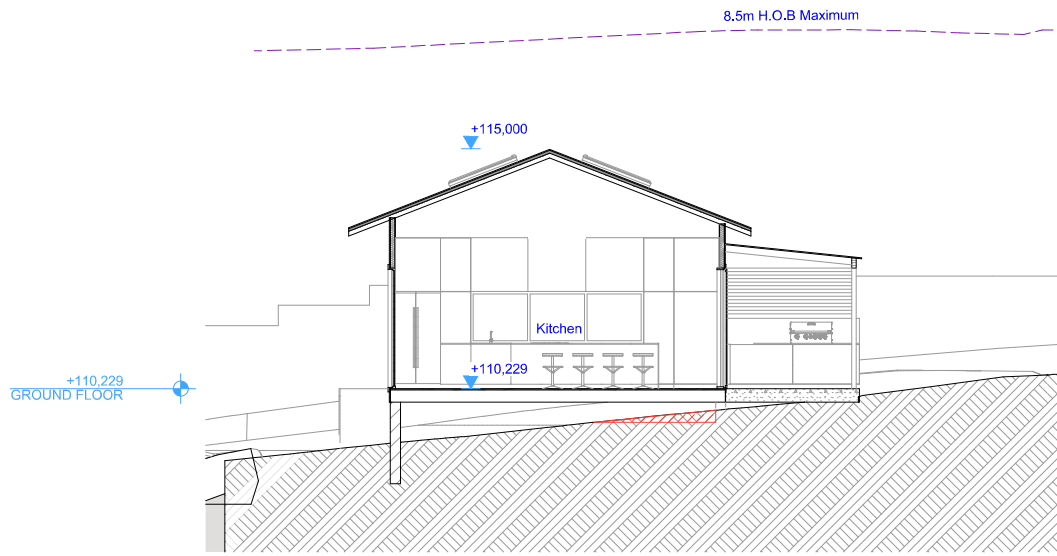 8.5m H.O.B Maximum
+115,000
Kitchen
+110,229
+110,229
GROUND FLOOR